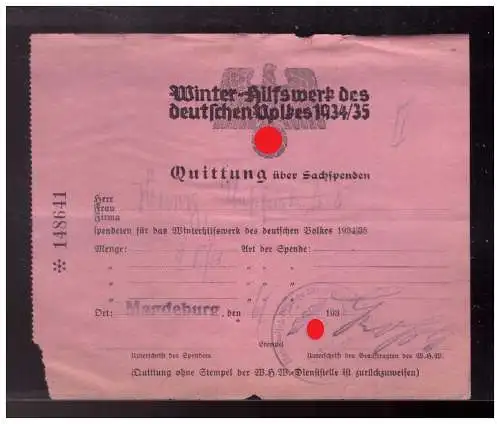 Winter-Hilfswerk des
deutschen Volkes 1934/35
II
Quittung über Sachspenden
Herr
Frau
Firma
spendeten für das Winterhilfswerk des deutschen Volkes 1934/35
Menge: Art der Spende:
" " " "
" " " "
" " " "
Ort: Magdeburg, den 193
Stempel
Unterschrift des Spenders Unterschrift des Beauftragten des W.H.W.
(Quittung ohne Stempel der W.H.W.-Dienststelle ist zurückzuweisen)
* 148641